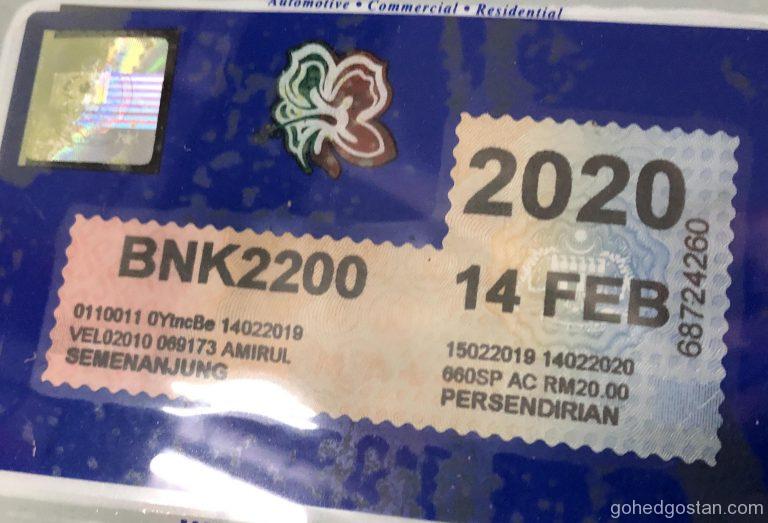 Automotive • Commercial • Residential
2020
BNK2200
14 FEB
68724260
0110011 0YtncBe 14022019
VEL02010 069173 AMIRUL
SEMENANJUNG
15022019 14022020
660SP AC RM20.00
PERSENDIRIAN
gohedgostan.com